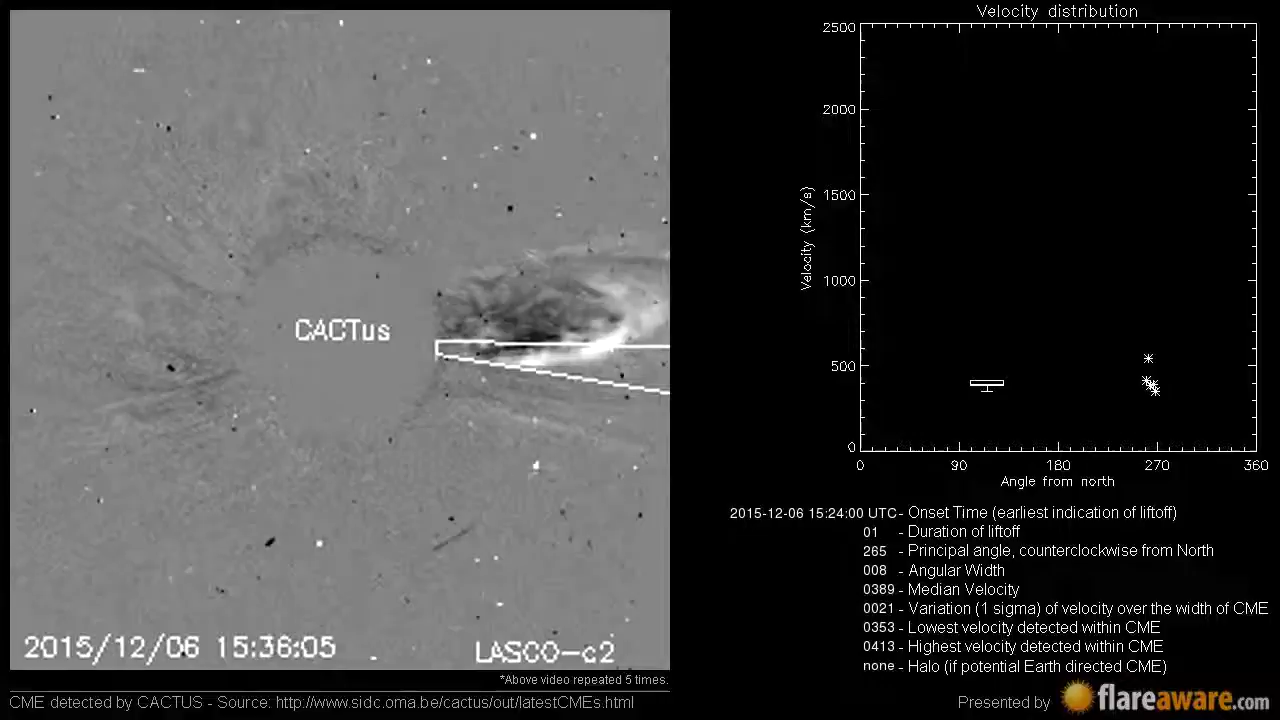 CACTus
2015/12/06 15:36:05
LASCO-c2
*Above video repeated 5 times.
CME detected by CACTUS - Source: http://www.sidc.oma.be/cactus/out/latestCMEs.html
Velocity distribution
2500
2000
1500
1000
500
0
Velocity (km/s)
0 90 180 270 360
Angle from north
2015-12-06 15:24:00 UTC - Onset Time (earliest indication of liftoff)
01 - Duration of liftoff
265 - Principal angle, counterclockwise from North
008 - Angular Width
0389 - Median Velocity
0021 - Variation (1 sigma) of velocity over the width of CME
0353 - Lowest velocity detected within CME
0413 - Highest velocity detected within CME
none - Halo (if potential Earth directed CME)
Presented by flareaware.com